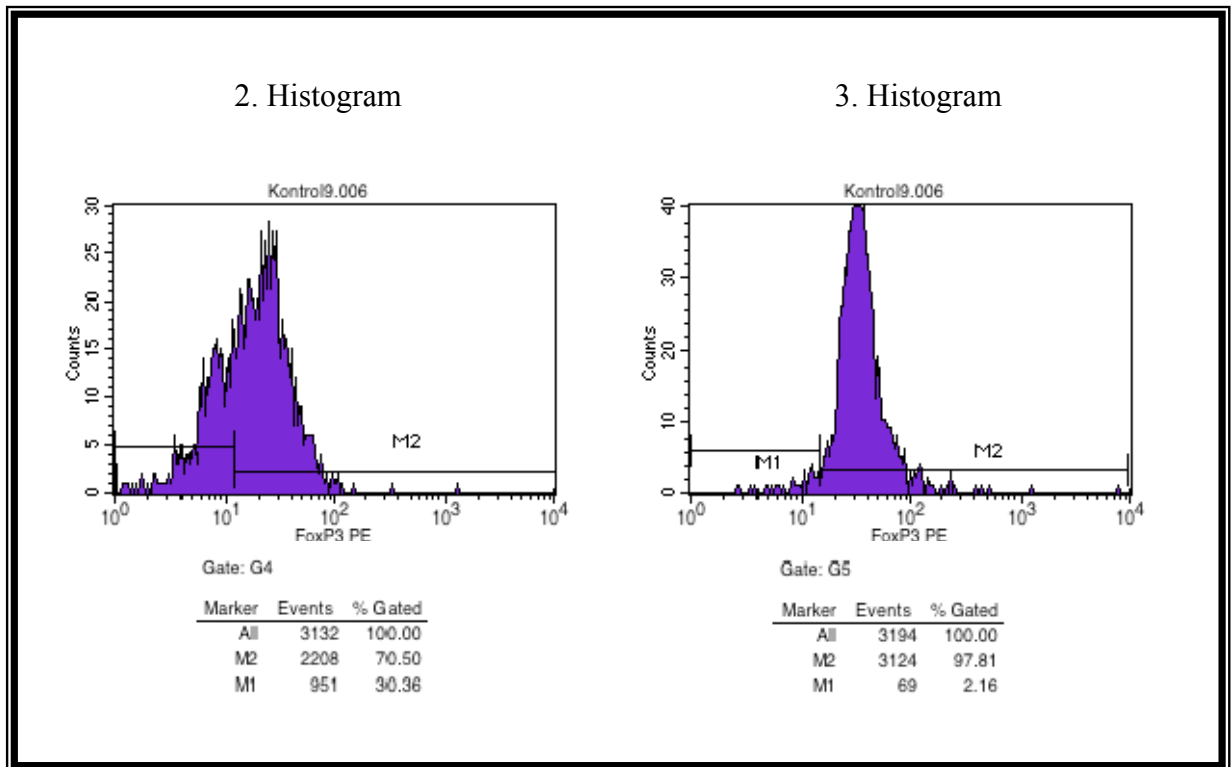 2. Histogram
Kontrol9.006
30
25
20
15
10
5
0
Counts
M2
10^0 10^1 10^2 10^3 10^4
FoxP3 PE
Gate: G4
Marker Events % Gated
All 3132 100.00
M2 2208 70.50
M1 951 30.36
3. Histogram
Kontrol9.006
40
30
20
10
0
Counts
M1
M2
10^0 10^1 10^2 10^3 10^4
FoxP3 PE
Gate: G5
Marker Events % Gated
All 3194 100.00
M2 3124 97.81
M1 69 2.16